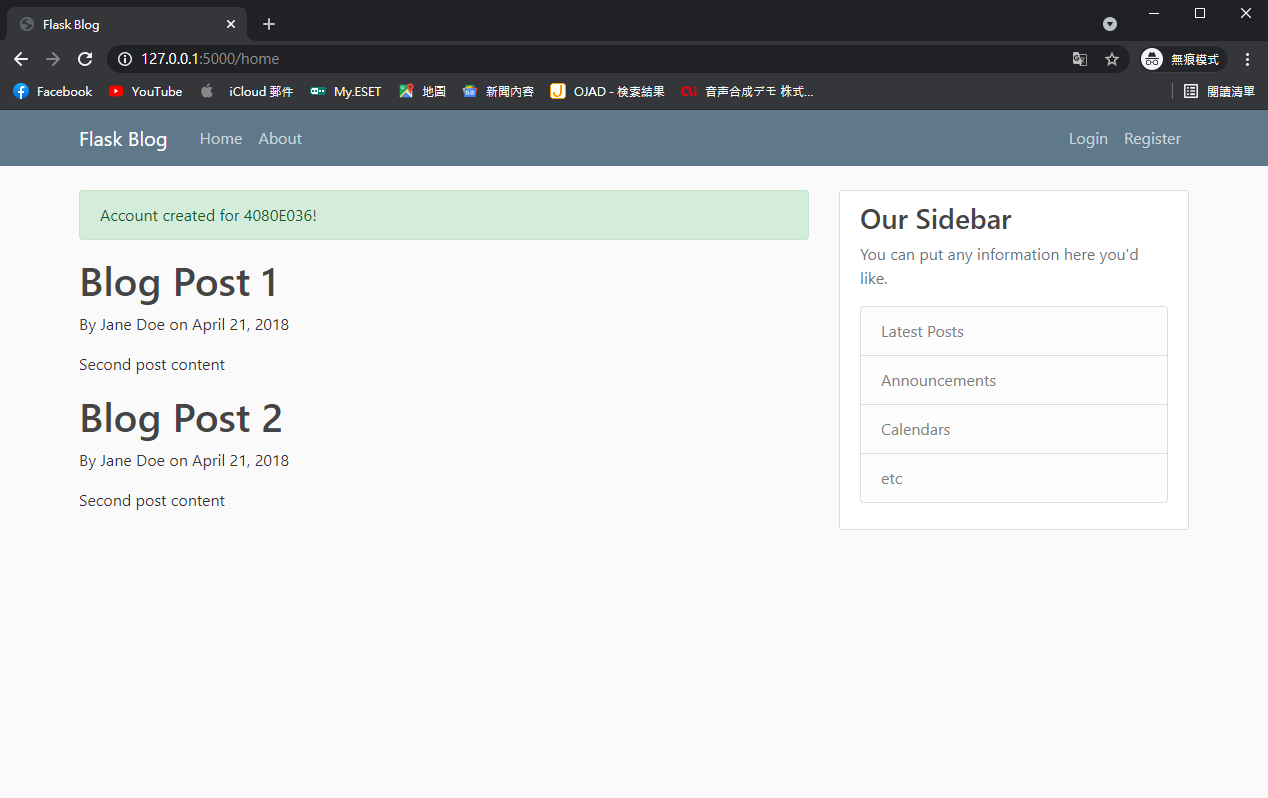 Flask Blog
127.0.0.1:5000/home
無痕模式
Facebook YouTube iCloud 郵件 My.ESET 地圖 新聞內容 OJAD - 検索結果 音声合成デモ 株式... 閱讀清單
Flask Blog Home About Login Register
Account created for 4080E036!
Blog Post 1
By Jane Doe on April 21, 2018
Second post content
Blog Post 2
By Jane Doe on April 21, 2018
Second post content
Our Sidebar
You can put any information here you'd
like.
Latest Posts
Announcements
Calendars
etc